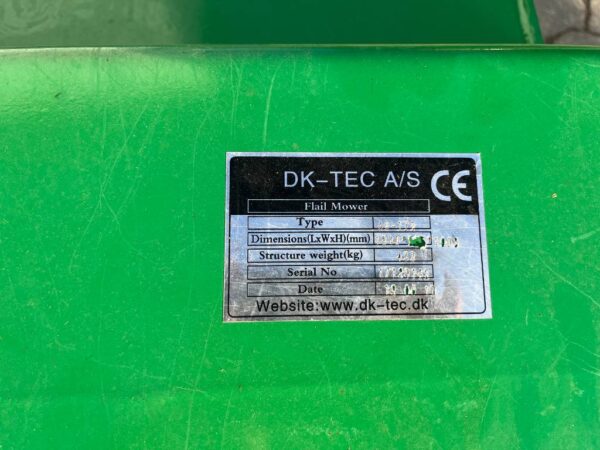 DK-TEC A/S CE
Flail Mower
Type
Dimensions(LxWxH)(mm)
Structure weight(kg)
Serial No
Date
Website:www.dk-tec.dk